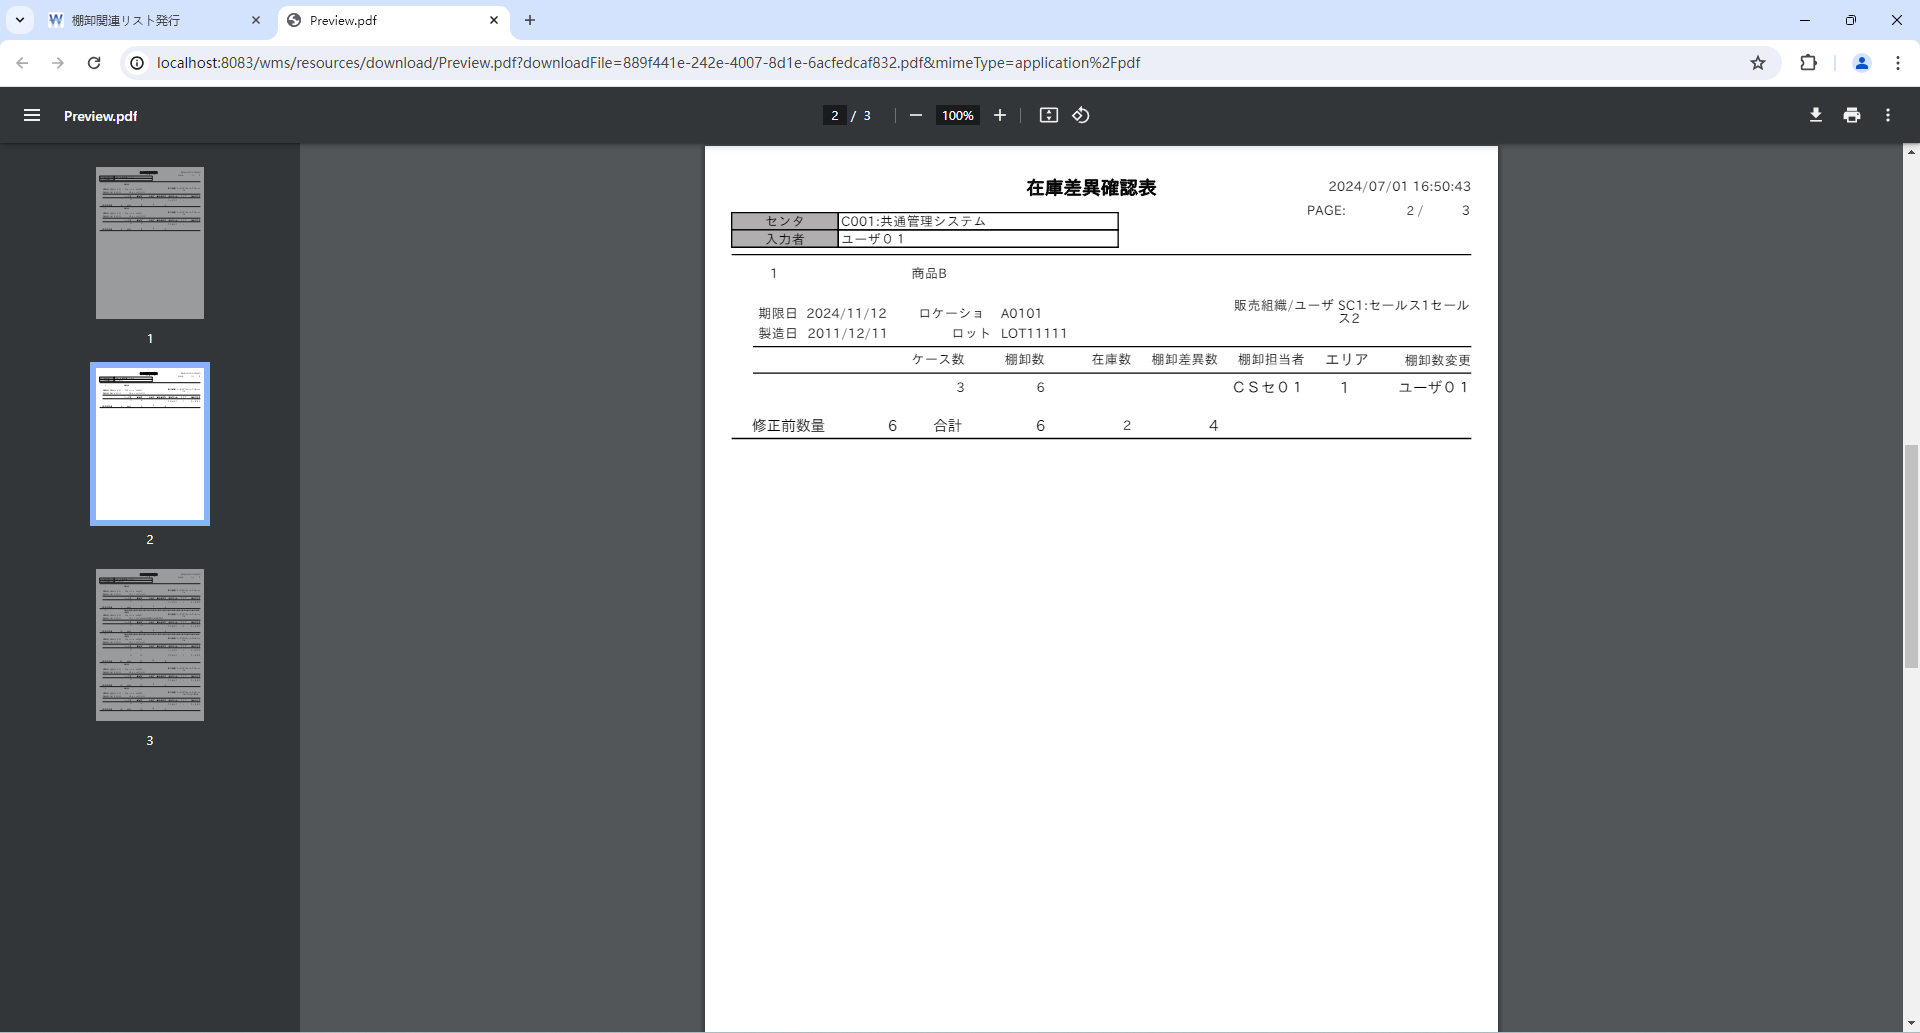 棚卸関連リスト発行
Preview.pdf
localhost:8083/wms/resources/download/Preview.pdf?downloadFile=889f441e-242e-4007-8d1e-6acfedcaf832.pdf&mimeType=application%2Fpdf
Preview.pdf
2 / 3
100%
1
2
3
在庫差異確認表
2024/07/01 16:50:43
PAGE: 2 / 3
センタ C001:共通管理システム
入力者 ユーザ０１
1 商品B
期限日 2024/11/12 ロケーショ A0101 販売組織/ユーザ SC1:セールス1セール
ス2
製造日 2011/12/11 ロット LOT11111
ケース数 棚卸数 在庫数 棚卸差異数 棚卸担当者 エリア 棚卸数変更
3 6 ＣＳセ０１ 1 ユーザ０１
修正前数量 6 合計 6 2 4